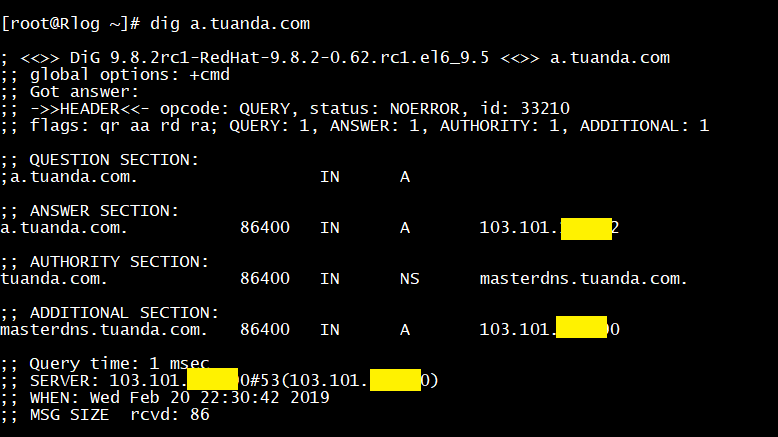 [root@Rlog ~]# dig a.tuanda.com
; <<>> DiG 9.8.2rc1-RedHat-9.8.2-0.62.rc1.el6_9.5 <<>> a.tuanda.com
;; global options: +cmd
;; Got answer:
;; ->>HEADER<<- opcode: QUERY, status: NOERROR, id: 33210
;; flags: qr aa rd ra; QUERY: 1, ANSWER: 1, AUTHORITY: 1, ADDITIONAL: 1
;; QUESTION SECTION:
;a.tuanda.com. IN A
;; ANSWER SECTION:
a.tuanda.com. 86400 IN A 103.101. 2
;; AUTHORITY SECTION:
tuanda.com. 86400 IN NS masterdns.tuanda.com.
;; ADDITIONAL SECTION:
masterdns.tuanda.com. 86400 IN A 103.101. 0
;; Query time: 1 msec
;; SERVER: 103.101. 0#53(103.101. 0)
;; WHEN: Wed Feb 20 22:30:42 2019
;; MSG SIZE rcvd: 86